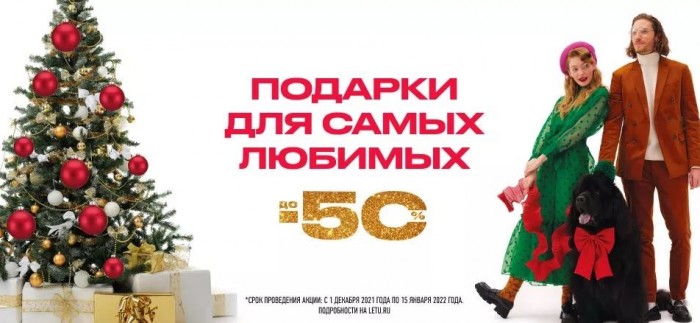 ПОДАРКИ
ДЛЯ САМЫХ
ЛЮБИМЫХ
ДО -50%
*СРОК ПРОВЕДЕНИЯ АКЦИИ: С 1 ДЕКАБРЯ 2021 ГОДА ПО 15 ЯНВАРЯ 2022 ГОДА.
ПОДРОБНОСТИ НА LETU.RU